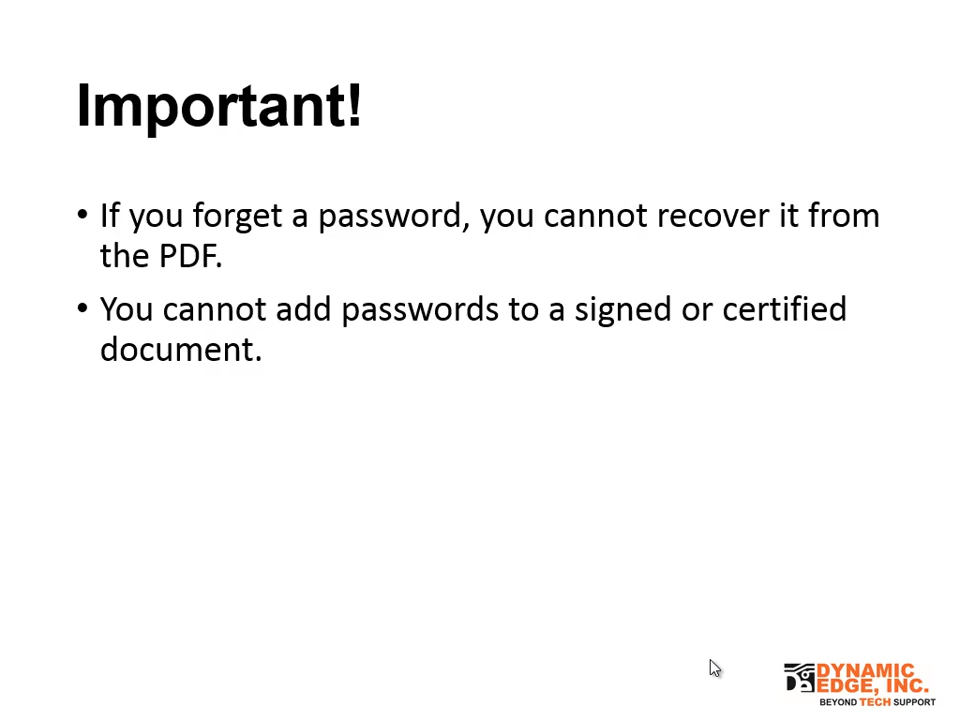 Important!
• If you forget a password, you cannot recover it from
the PDF.
• You cannot add passwords to a signed or certified
document.
DYNAMIC
EDGE, INC.
BEYOND TECH SUPPORT